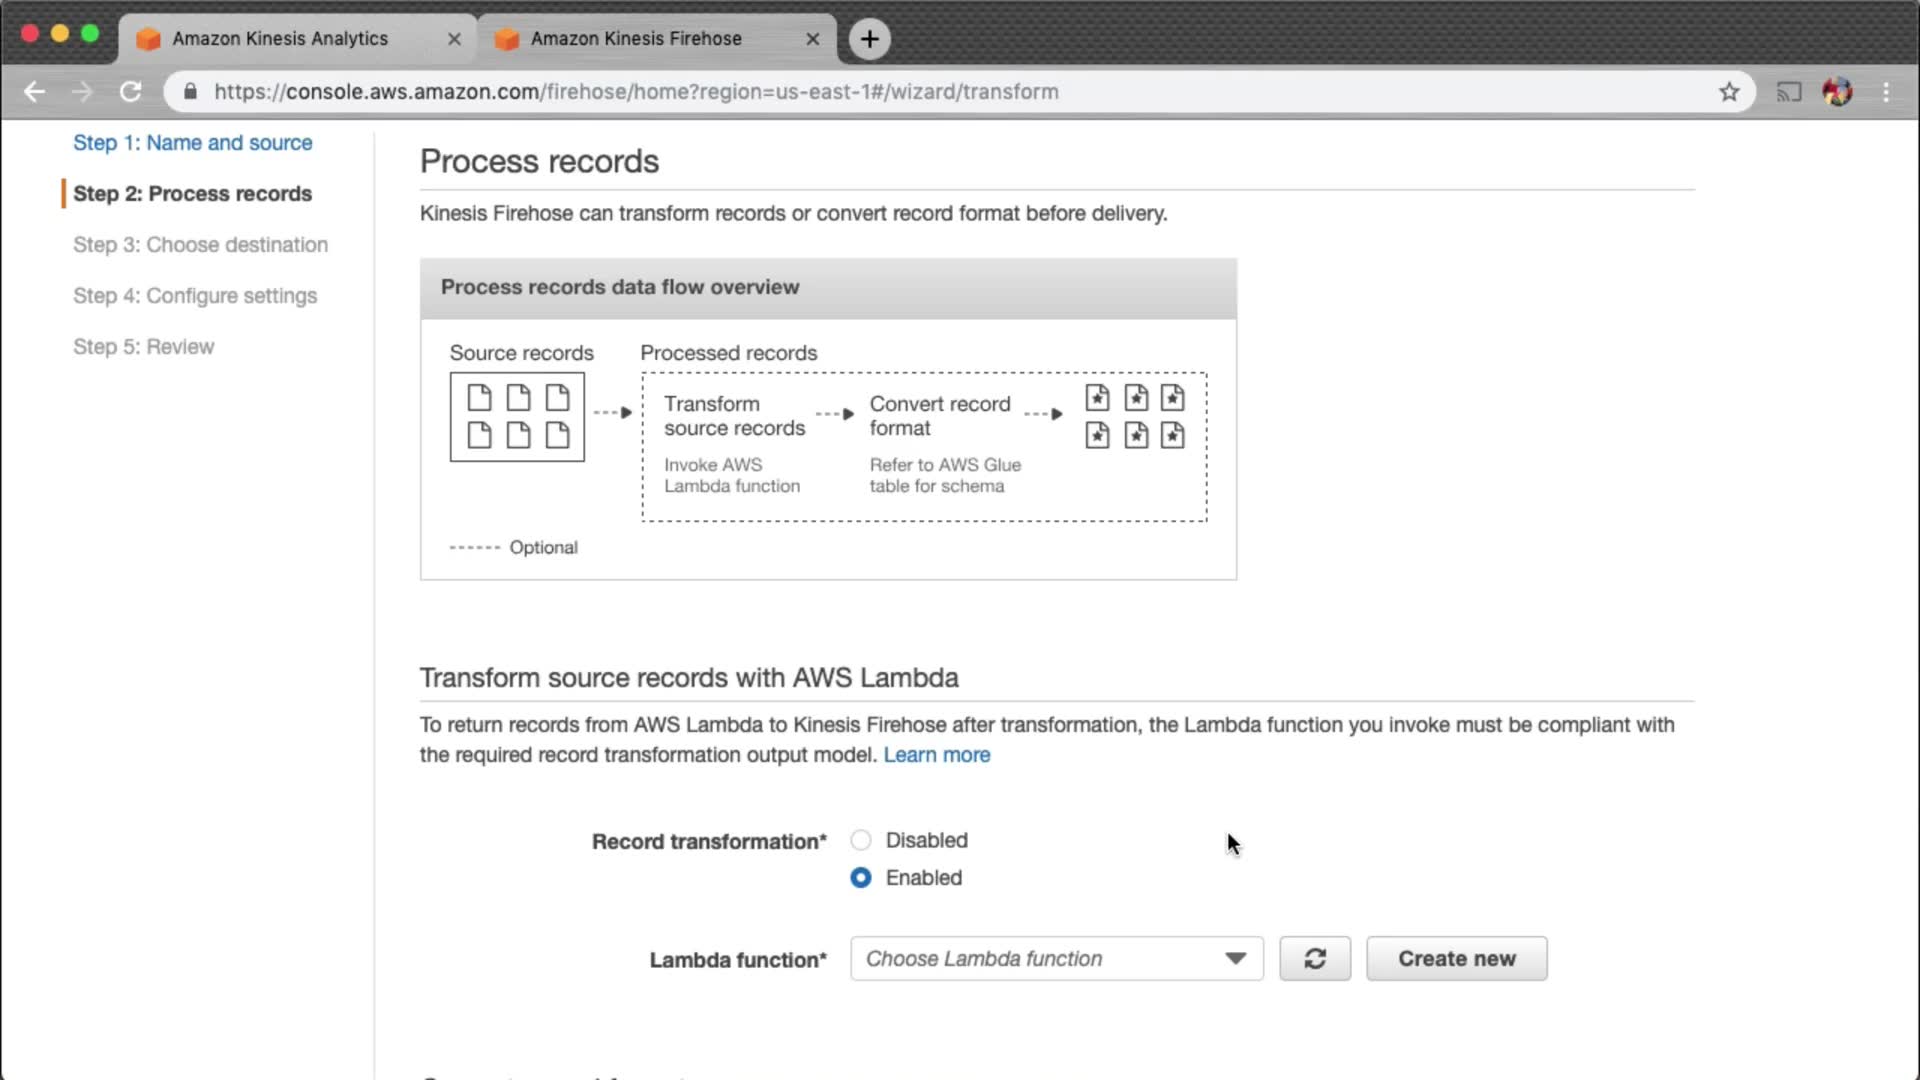 Amazon Kinesis Analytics
Amazon Kinesis Firehose
https://console.aws.amazon.com/firehose/home?region=us-east-1#/wizard/transform
Step 1: Name and source
Step 2: Process records
Step 3: Choose destination
Step 4: Configure settings
Step 5: Review
Process records
Kinesis Firehose can transform records or convert record format before delivery.
Process records data flow overview
Source records
Processed records
Transform
source records
Invoke AWS
Lambda function
Convert record
format
Refer to AWS Glue
table for schema
Optional
Transform source records with AWS Lambda
To return records from AWS Lambda to Kinesis Firehose after transformation, the Lambda function you invoke must be compliant with
the required record transformation output model. Learn more
Record transformation*
Disabled
Enabled
Lambda function*
Choose Lambda function
Create new